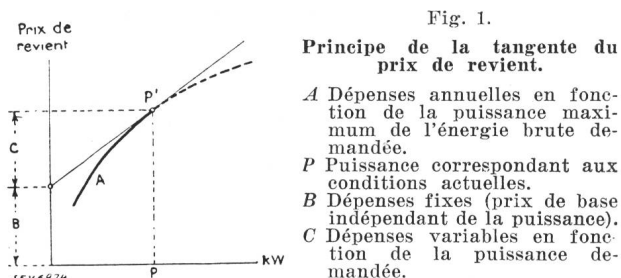 Prix de
revient
P'
C
A
B
P
kW
Fig. 1.
Principe de la tangente du
prix de revient.
A Dépenses annuelles en fonc-
tion de la puissance maxi-
mum de l'énergie brute de-
mandée.
P Puissance correspondant aux
conditions actuelles.
B Dépenses fixes (prix de base
indépendant de la puissance).
C Dépenses variables en fonc-
tion de la puissance de-
mandée.